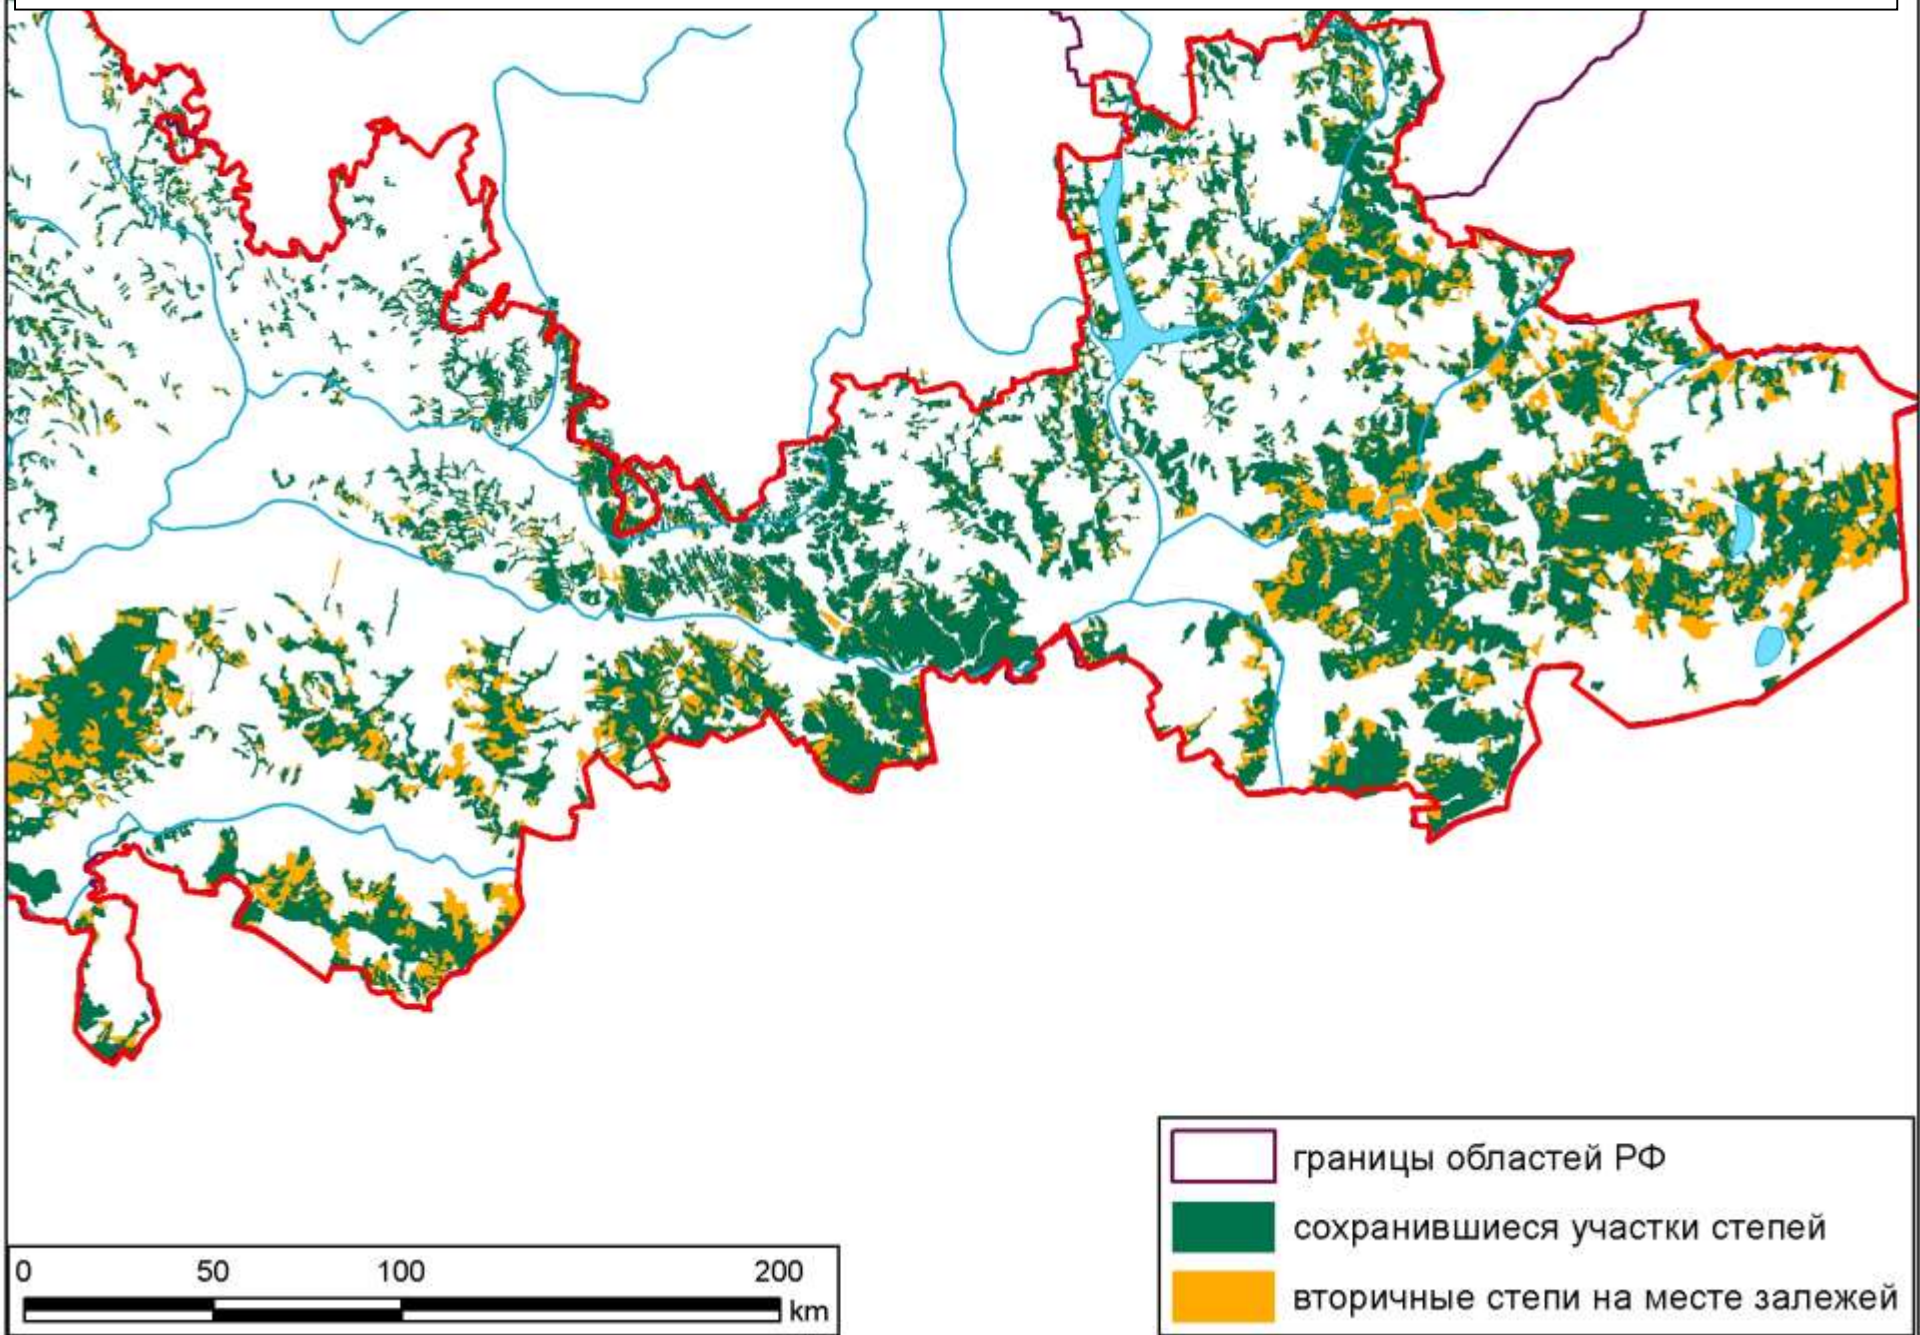 границы областей РФ
сохранившиеся участки степей
вторичные степи на месте залежей
0 50 100 200
km